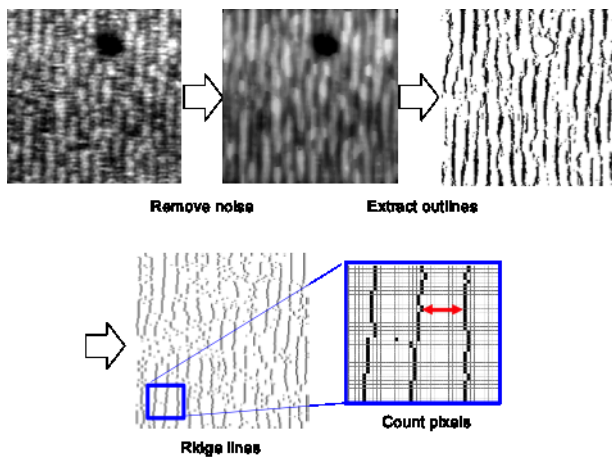 Remove noise
Extract outlines
Ridge lines
Count pixels